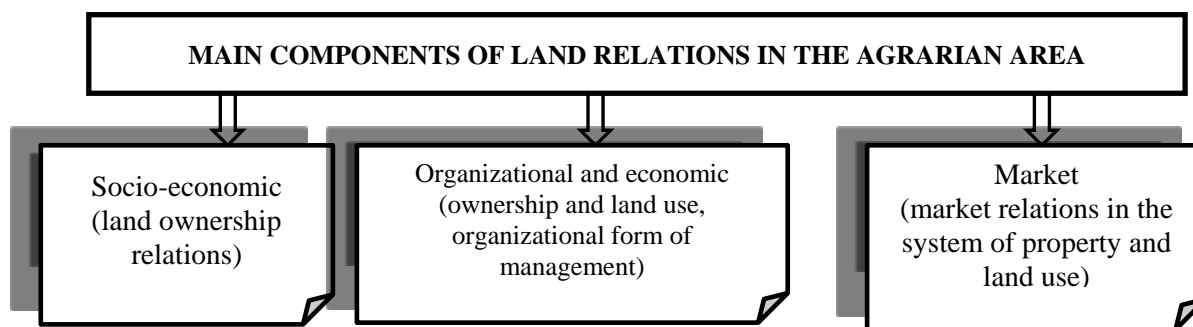 MAIN COMPONENTS OF LAND RELATIONS IN THE AGRARIAN AREA
Socio-economic
(land ownership
relations)
Organizational and economic
(ownership and land use,
organizational form of
management)
Market
(market relations in the
system of property and
land use)